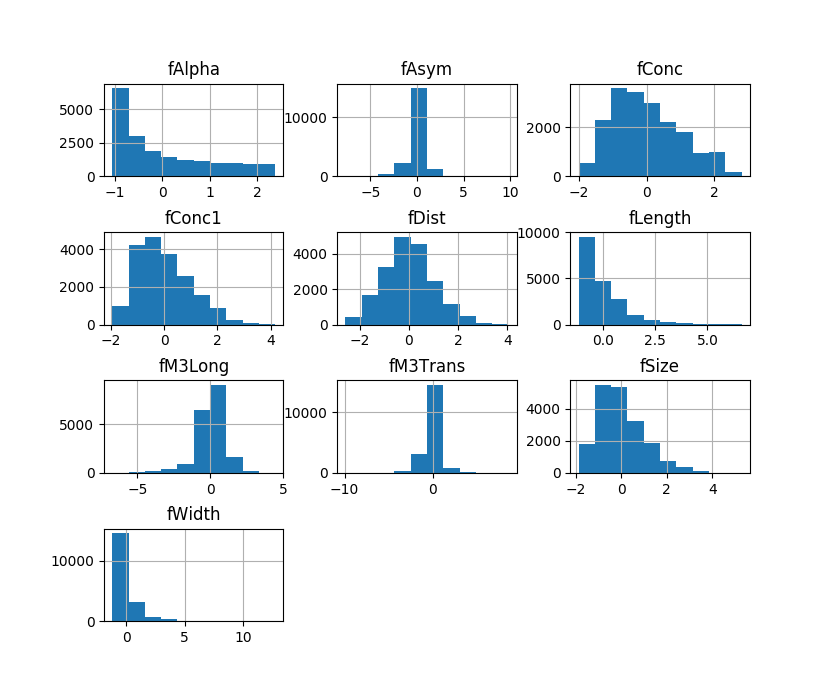 fAlpha
5000
2500
0
−1 0 1 2
fAsym
10000
0
−5 0 5 10
fConc
2000
0
−2 0 2
fConc1
4000
2000
0
−2 0 2 4
fDist
4000
2000
0
−2 0 2 4
fLength
10000
5000
0
0.0 2.5 5.0
fM3Long
5000
0
−5 0 5
fM3Trans
10000
0
−10 0
fSize
4000
2000
0
−2 0 2 4
fWidth
10000
0
0 5 10